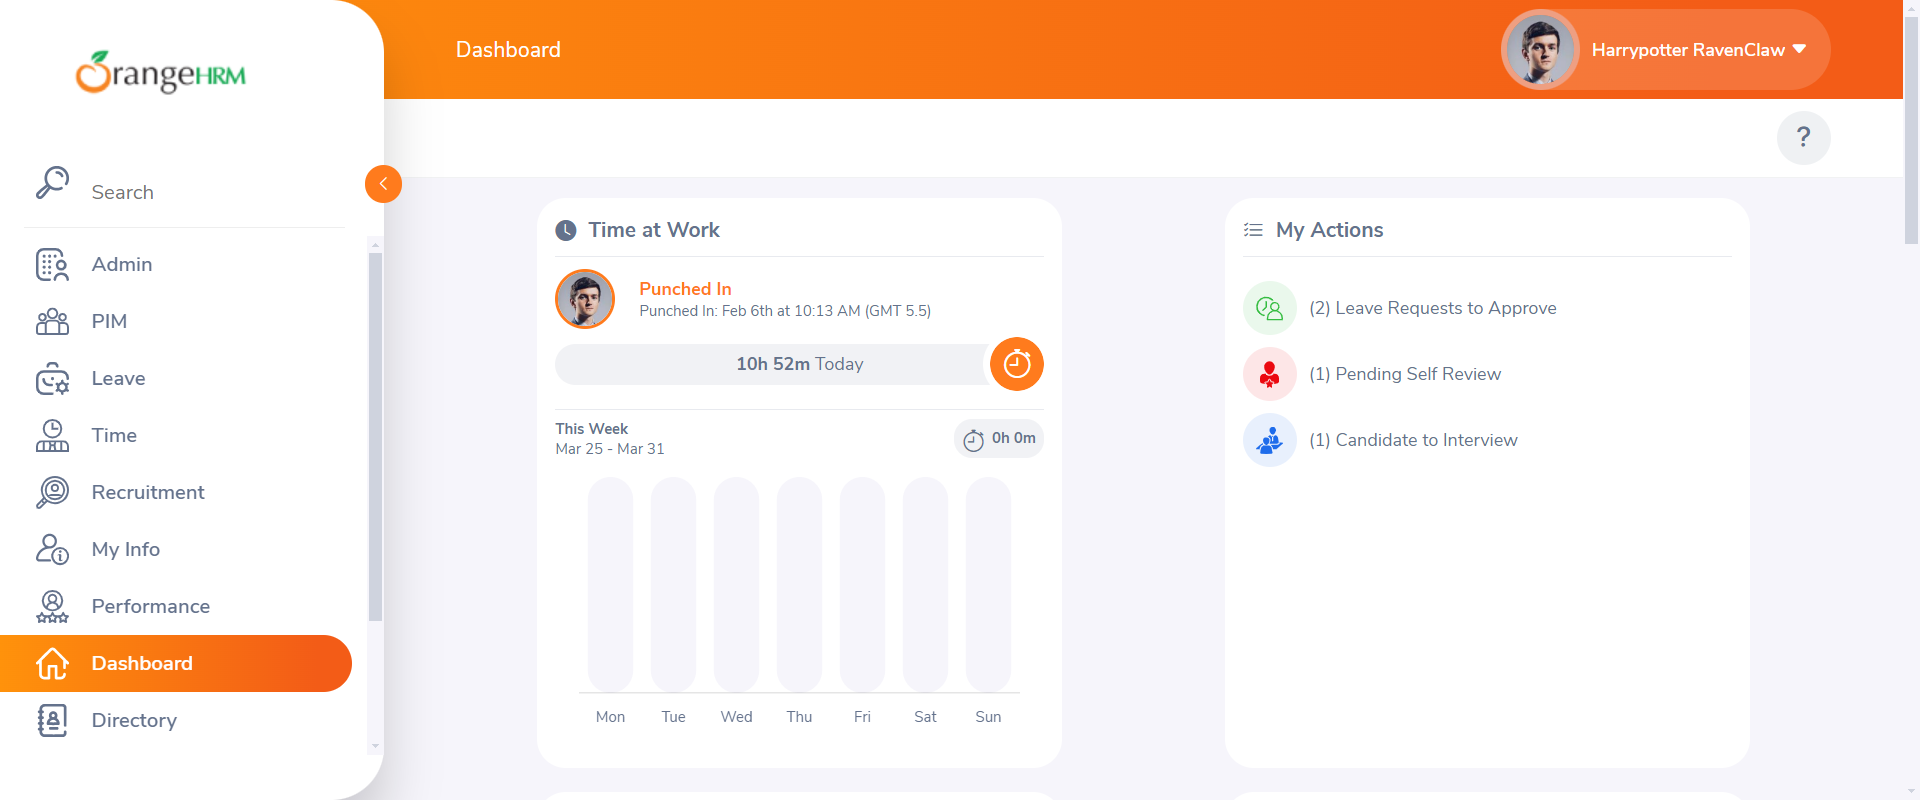 OrangeHRM
Search
Admin
PIM
Leave
Time
Recruitment
My Info
Performance
Dashboard
Directory
Dashboard
Harrypotter RavenClaw
?
Time at Work
Punched In
Punched In: Feb 6th at 10:13 AM (GMT 5.5)
10h 52m Today
This Week
Mar 25 - Mar 31
0h 0m
Mon Tue Wed Thu Fri Sat Sun
My Actions
(2) Leave Requests to Approve
(1) Pending Self Review
(1) Candidate to Interview